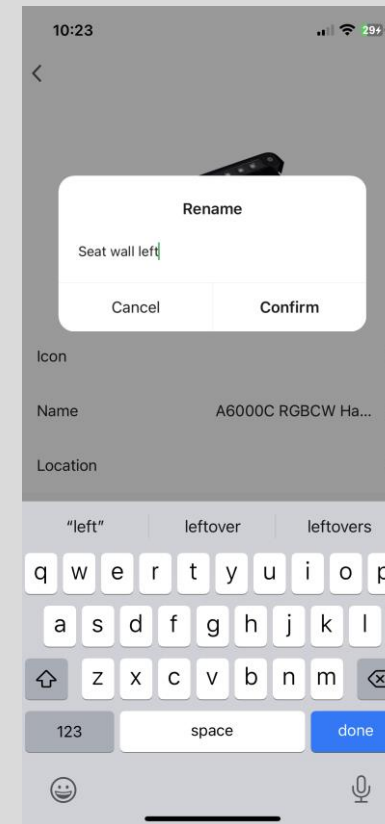 10:23 29
Rename
Seat wall left
Cancel Confirm
Icon
Name A6000C RGBCW Ha...
Location
“left” leftover leftovers
q w e r t y u i o p
a s d f g h j k l
z x c v b n m
123 space done